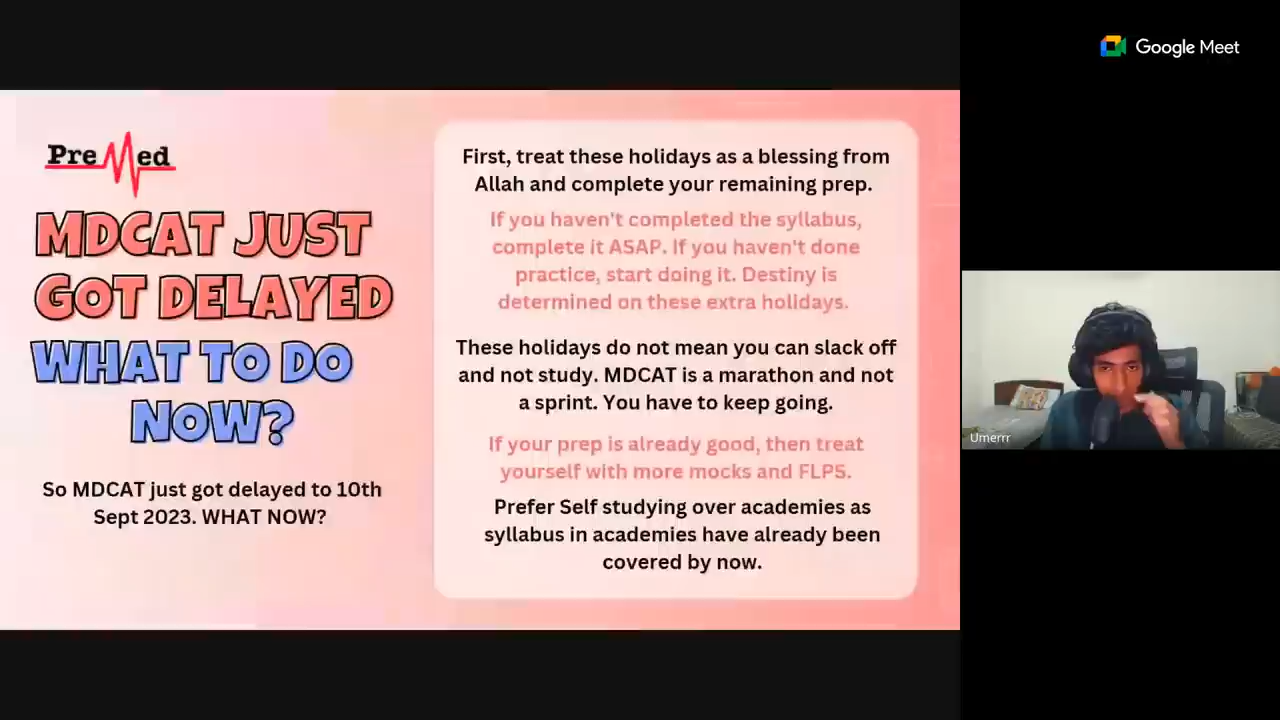 Google Meet
PreMed
MDCAT JUST
GOT DELAYED
WHAT TO DO
NOW?
So MDCAT just got delayed to 10th
Sept 2023. WHAT NOW?
First, treat these holidays as a blessing from
Allah and complete your remaining prep.
If you haven't completed the syllabus,
complete it ASAP. If you haven't done
practice, start doing it. Destiny is
determined on these extra holidays.
These holidays do not mean you can slack off
and not study. MDCAT is a marathon and not
a sprint. You have to keep going.
If your prep is already good, then treat
yourself with more mocks and FLPS.
Prefer Self studying over academies as
syllabus in academies have already been
covered by now.
Umerrr